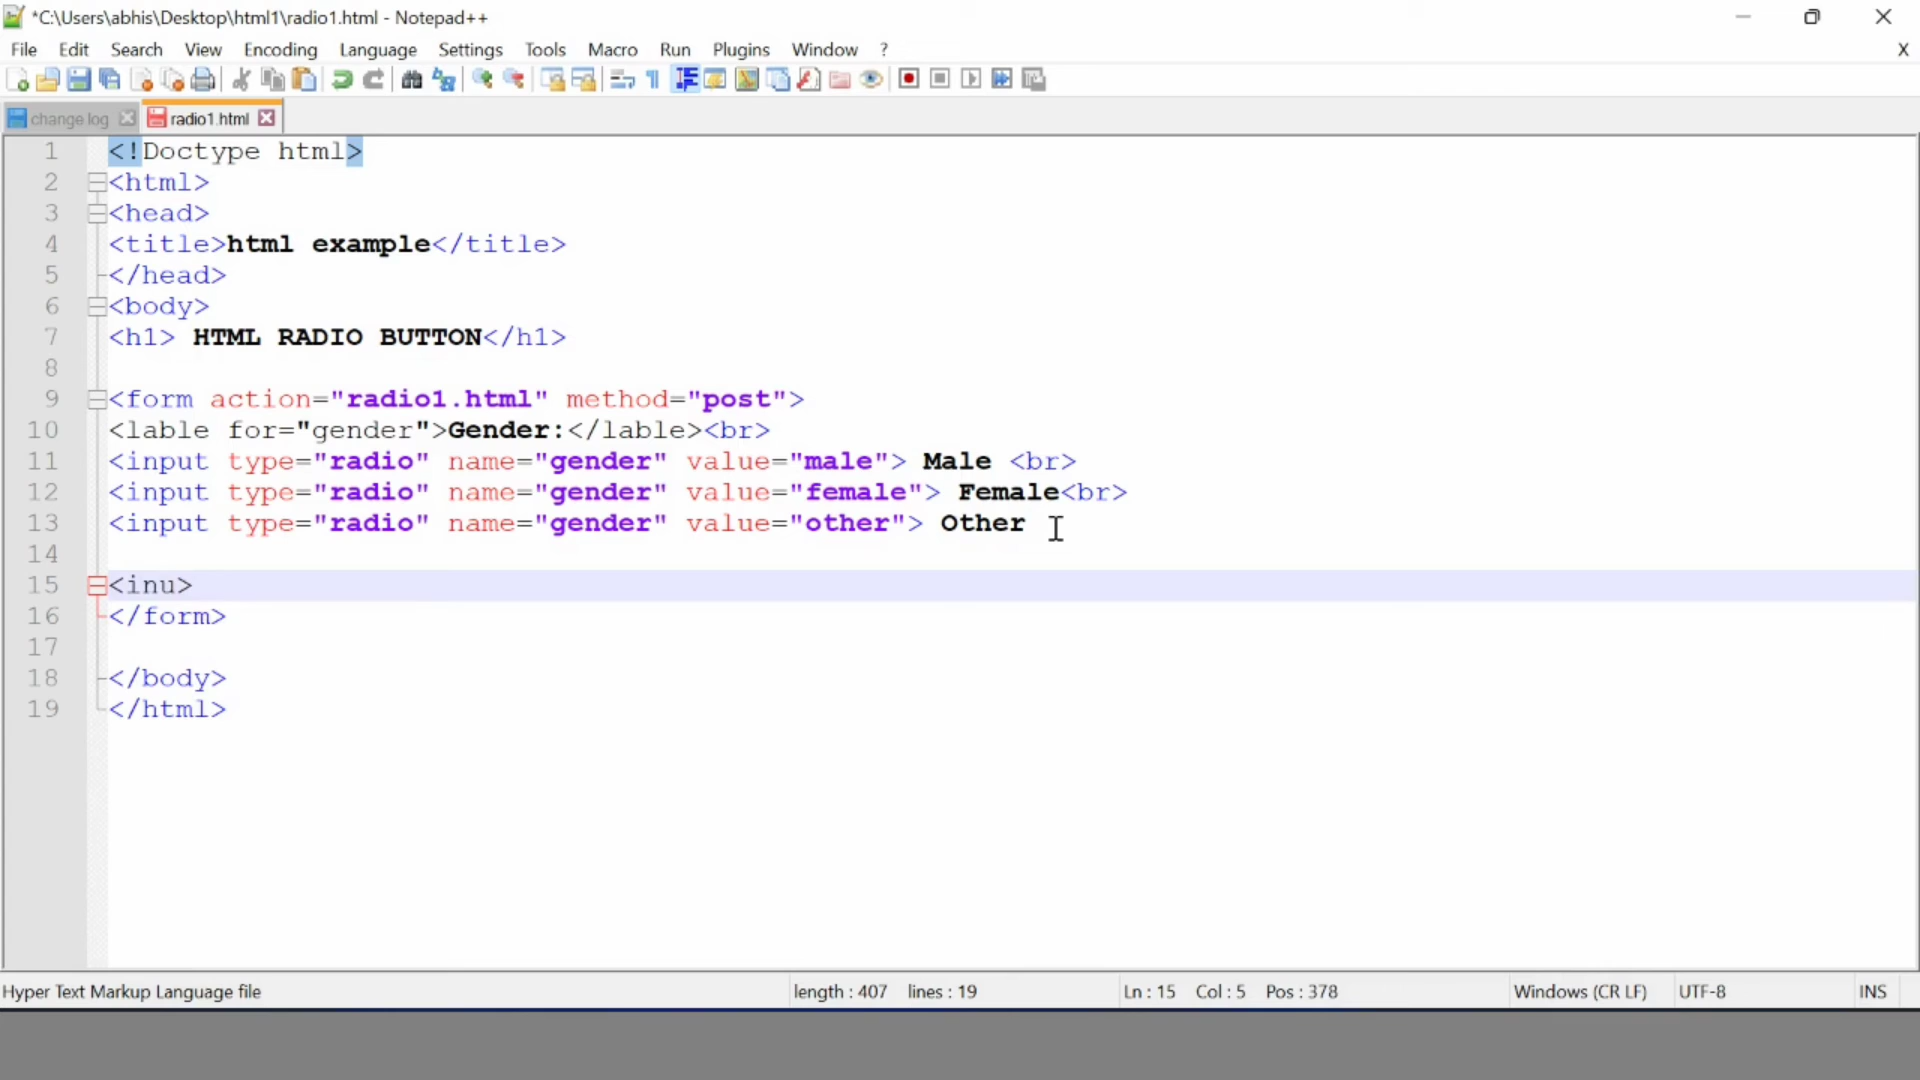 *C:\Users\abhis\Desktop\html1\radio1.html - Notepad++
File Edit Search View Encoding Language Settings Tools Macro Run Plugins Window ? X
change.log radio1.html
1 <!Doctype html>
2 <html>
3 <head>
4 <title>html example</title>
5 </head>
6 <body>
7 <h1> HTML RADIO BUTTON</h1>
8
9 <form action="radio1.html" method="post">
10 <lable for="gender">Gender:</lable><br>
11 <input type="radio" name="gender" value="male"> Male <br>
12 <input type="radio" name="gender" value="female"> Female<br>
13 <input type="radio" name="gender" value="other"> Other
14
15 <inu>
16 </form>
17
18 </body>
19 </html>
Hyper Text Markup Language file length : 407 lines : 19 Ln : 15 Col : 5 Pos : 378 Windows (CR LF) UTF-8 INS